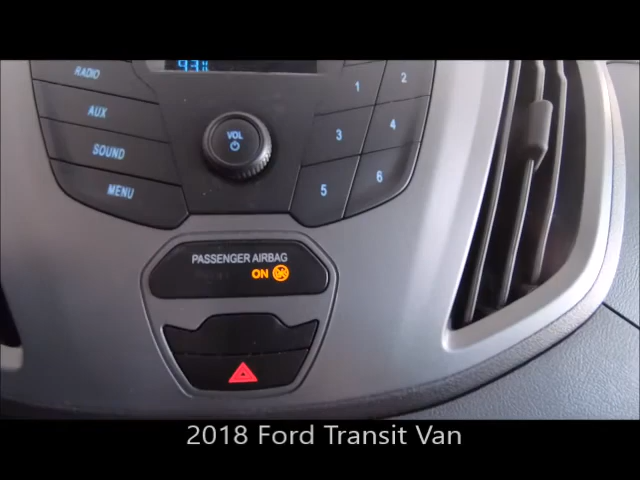 RADIO
AUX
SOUND
MENU
VOL
1
2
3
4
5
6
PASSENGER AIRBAG
ON
2018 Ford Transit Van